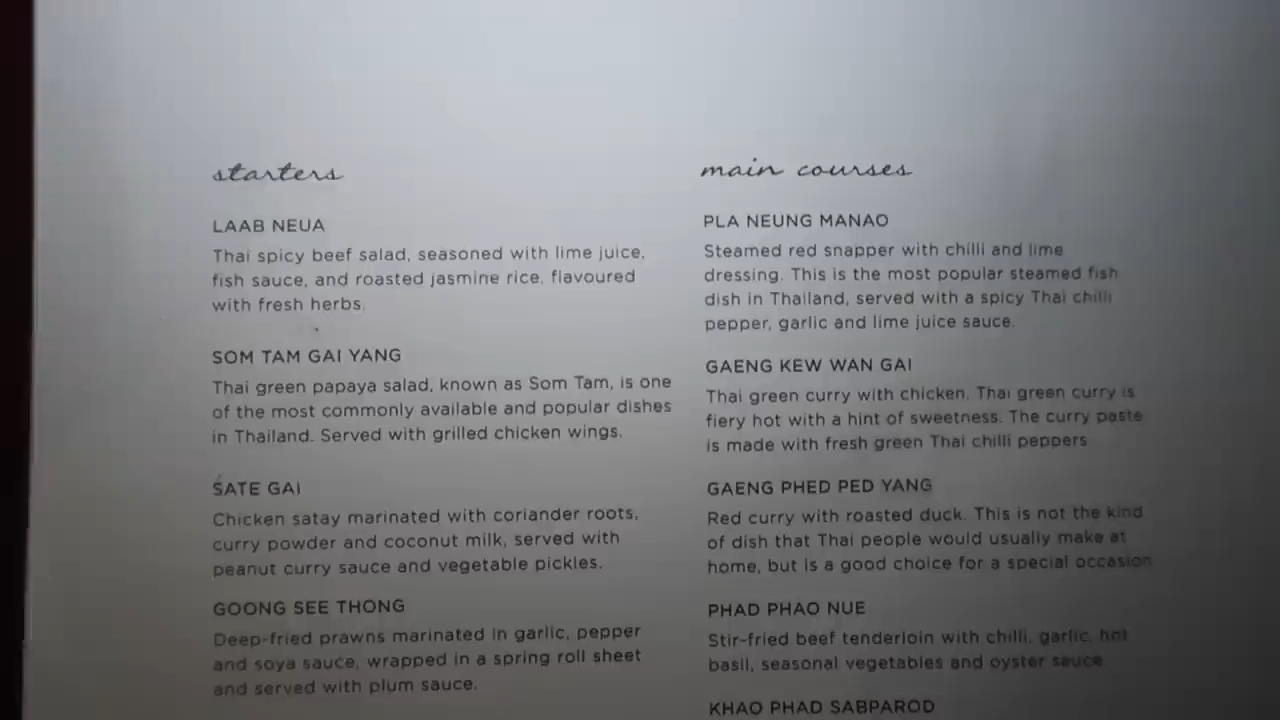 starters
LAAB NEUA
Thai spicy beef salad, seasoned with lime juice,
fish sauce, and roasted jasmine rice, flavoured
with fresh herbs.
SOM TAM GAI YANG
Thai green papaya salad, known as Som Tam, is one
of the most commonly available and popular dishes
in Thailand. Served with grilled chicken wings.
SATE GAI
Chicken satay marinated with coriander roots,
curry powder and coconut milk, served with
peanut curry sauce and vegetable pickles.
GOONG SEE THONG
Deep-fried prawns marinated in garlic, pepper
and soya sauce, wrapped in a spring roll sheet
and served with plum sauce.
main courses
PLA NEUNG MANAO
Steamed red snapper with chilli and lime
dressing. This is the most popular steamed fish
dish in Thailand, served with a spicy Thai chilli
pepper, garlic and lime juice sauce.
GAENG KEW WAN GAI
Thai green curry with chicken. Thai green curry is
fiery hot with a hint of sweetness. The curry paste
is made with fresh green Thai chilli peppers
GAENG PHED PED YANG
Red curry with roasted duck. This is not the kind
of dish that Thai people would usually make at
home, but is a good choice for a special occasion
PHAD PHAO NUE
Stir-fried beef tenderloin with chilli, garlic, hot
basil, seasonal vegetables and oyster sauce
KHAO PHAD SABPAROD